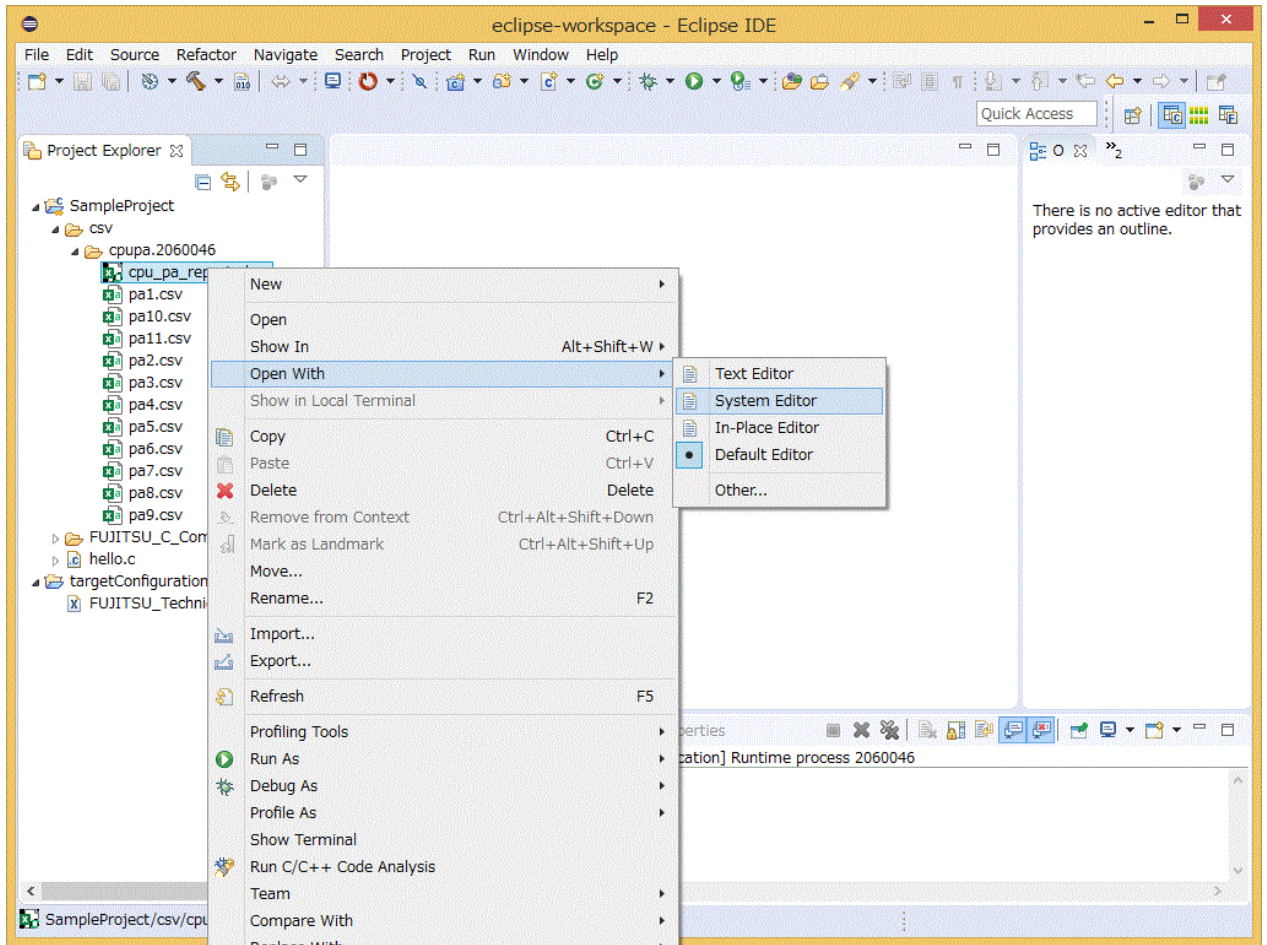 eclipse-workspace - Eclipse IDE
File Edit Source Refactor Navigate Search Project Run Window Help
Quick Access
Project Explorer
O
2
SampleProject
csv
cpupa.2060046
There is no active editor that
provides an outline.
cpu_pa_rep
pa1.csv
pa10.csv
pa11.csv
pa2.csv
pa3.csv
pa4.csv
pa5.csv
pa6.csv
pa7.csv
pa8.csv
pa9.csv
FUJITSU_C_Com
hello.c
targetConfiguration
FUJITSU_Techni
New
Open
Show In Alt+Shift+W
Open With
Show in Local Terminal
Copy Ctrl+C
Paste Ctrl+V
Delete Delete
Remove from Context Ctrl+Alt+Shift+Down
Mark as Landmark Ctrl+Alt+Shift+Up
Move...
Rename... F2
Import...
Export...
Refresh F5
Profiling Tools
Run As
Debug As
Profile As
Show Terminal
Run C/C++ Code Analysis
Team
Compare With
Replace With
Text Editor
System Editor
In-Place Editor
Default Editor
Other...
perties
cation] Runtime process 2060046
SampleProject/csv/cpu